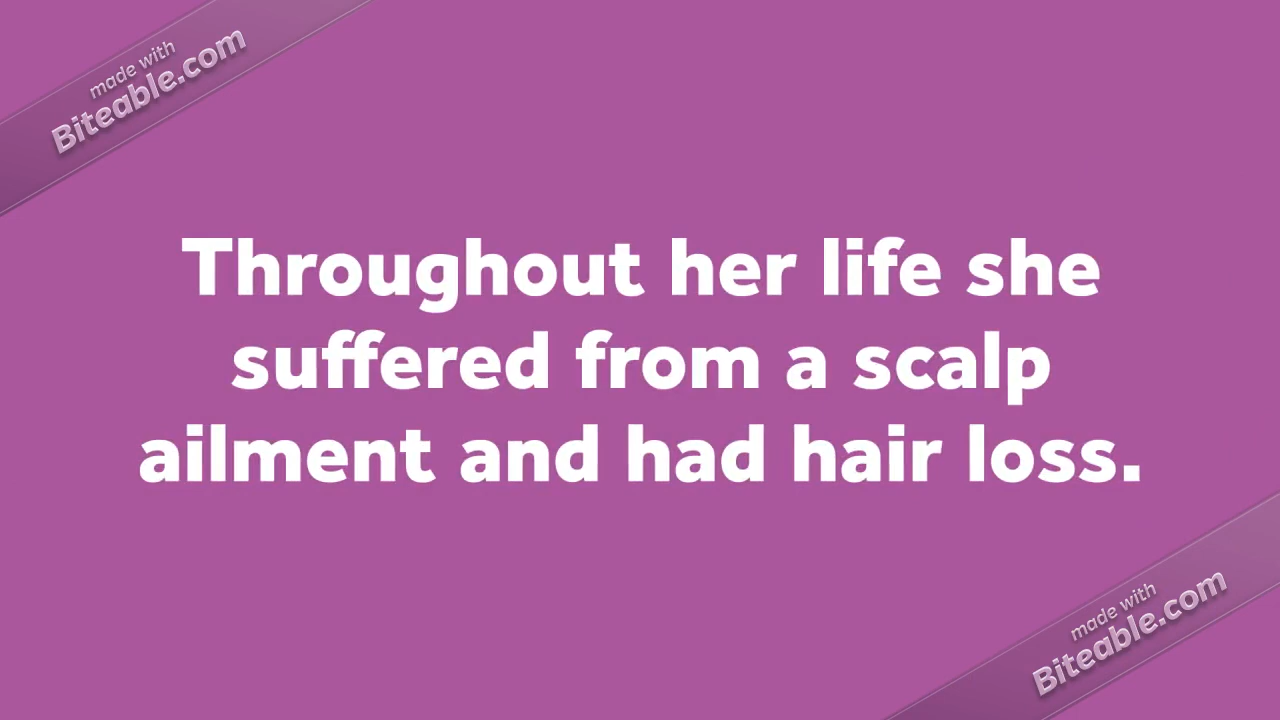 made with
Biteable.com
Throughout her life she
suffered from a scalp
ailment and had hair loss.
made with
Biteable.com